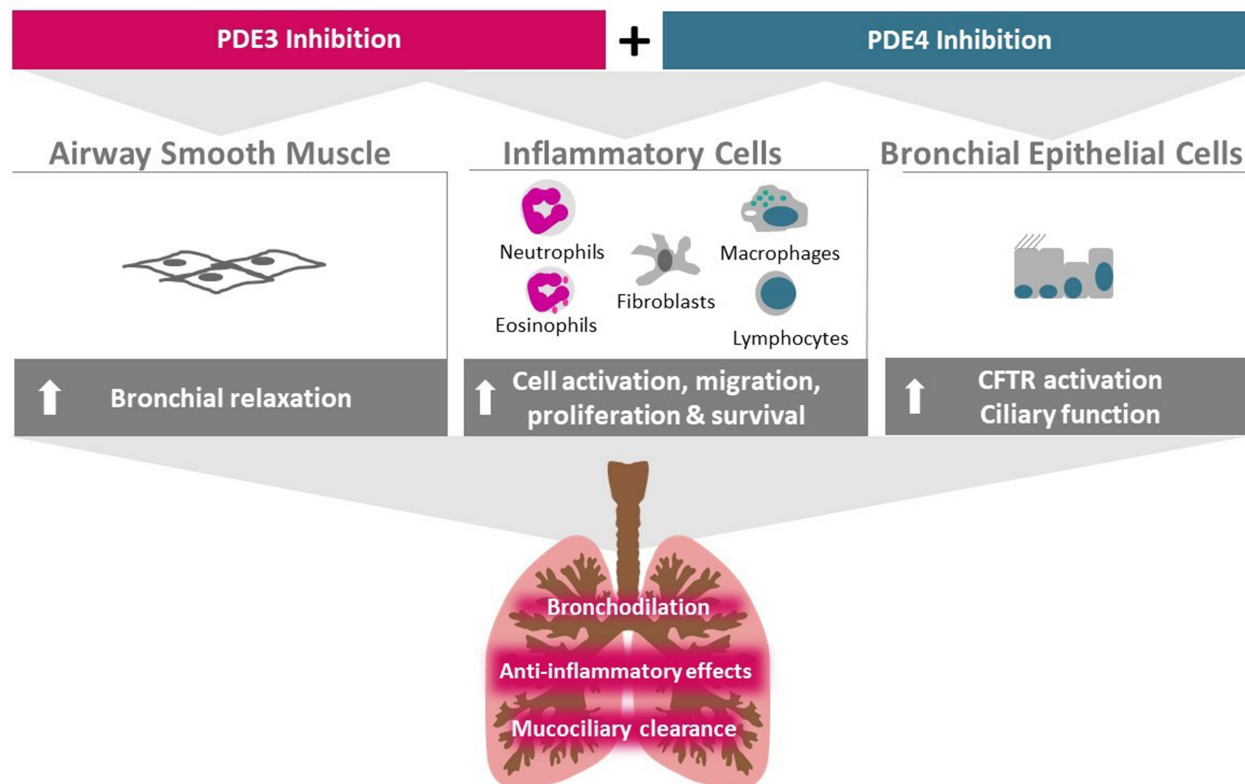 PDE3 Inhibition
+
PDE4 Inhibition
Airway Smooth Muscle
Inflammatory Cells
Bronchial Epithelial Cells
Neutrophils
Macrophages
Fibroblasts
Eosinophils
Lymphocytes
Bronchial relaxation
Cell activation, migration,
proliferation & survival
CFTR activation
Ciliary function
Bronchodilation
Anti-inflammatory effects
Mucociliary clearance